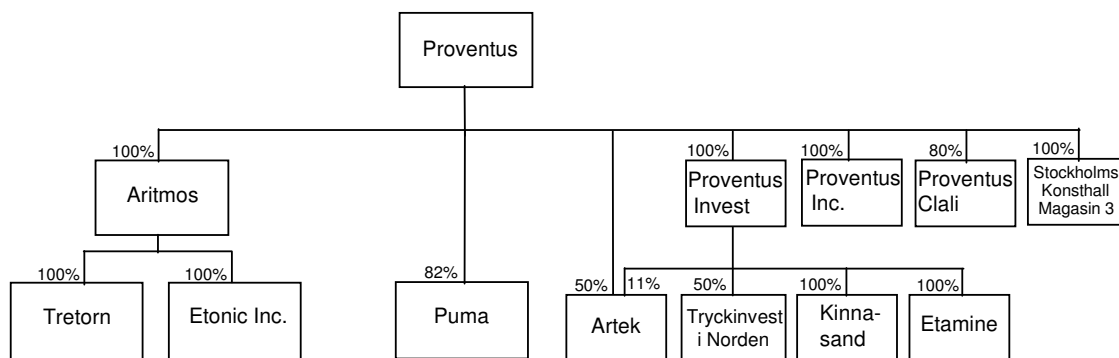 Proventus
100%
100%
100%
80%
100%
Aritmos
Proventus
Invest
Proventus
Inc.
Proventus
Clali
Stockholms
Konsthall
Magasin 3
100%
100%
82%
50%
11%
50%
100%
100%
Tretorn
Etonic Inc.
Puma
Artek
Tryckinvest
i Norden
Kinna-
sand
Etamine